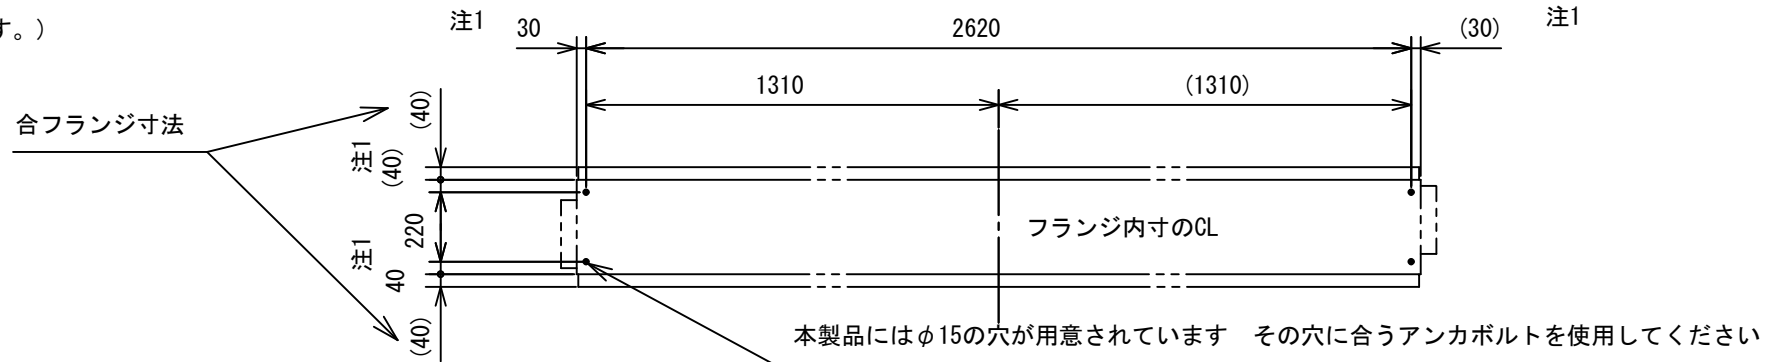 す。)
注1
30
2620
(30)
注1
1310
(1310)
合フランジ寸法
(40)
注1
(40)
220
注1
40
(40)
フランジ内寸のCL
本製品にはφ15の穴が用意されています　その穴に合うアンカボルトを使用してください